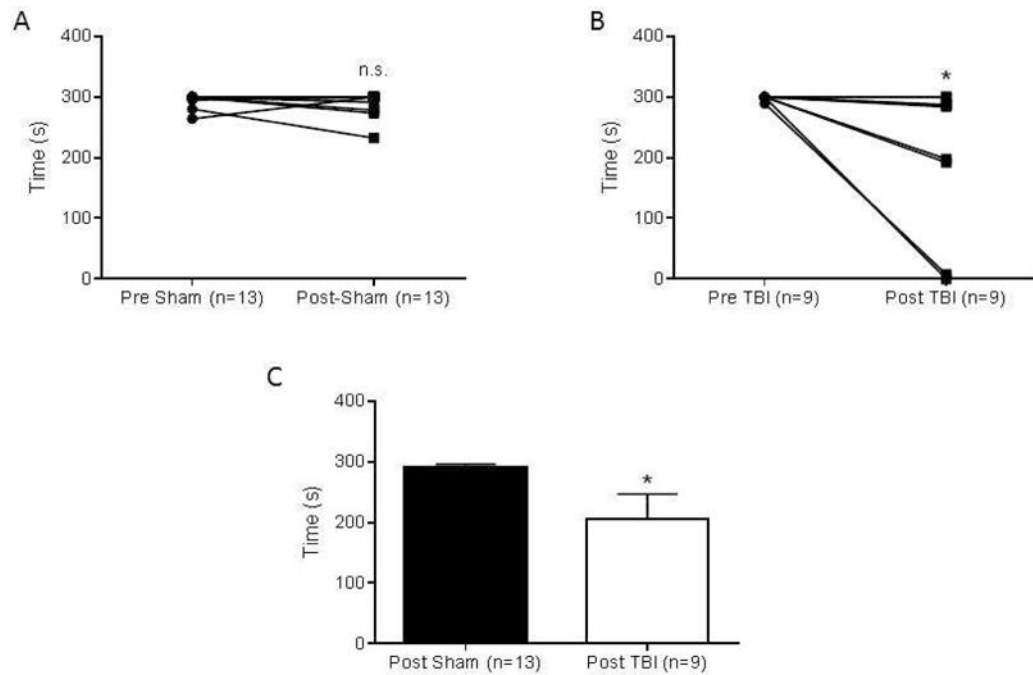 A
400
n.s.
300
Time (s)
200
100
0
Pre Sham (n=13) Post-Sham (n=13)
B
400
*
300
Time (s)
200
100
0
Pre TBI (n=9) Post TBI (n=9)
C
400
300
*
Time (s)
200
100
0
Post Sham (n=13) Post TBI (n=9)